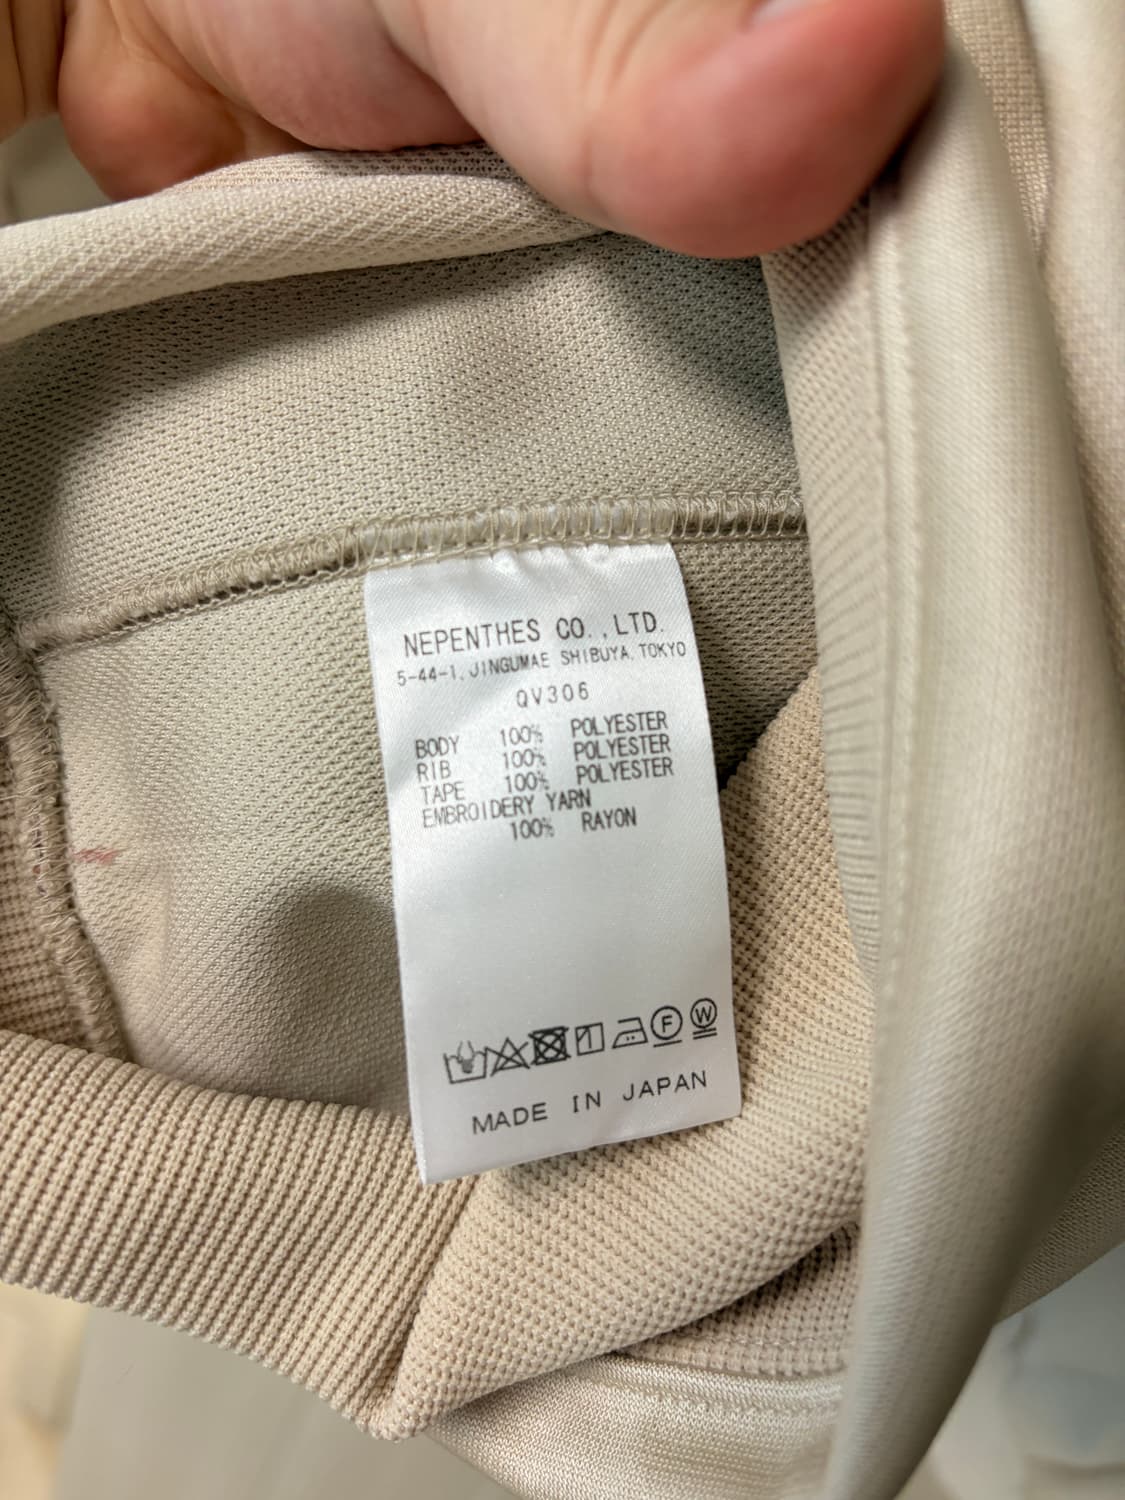 NEPENTHES CO., LTD.
5-44-1, JINGUMAE SHIBUYA, TOKYO
QV306
BODY 100% POLYESTER
RIB 100% POLYESTER
TAPE 100% POLYESTER
EMBROIDERY YARN
100% RAYON
F W
MADE IN JAPAN